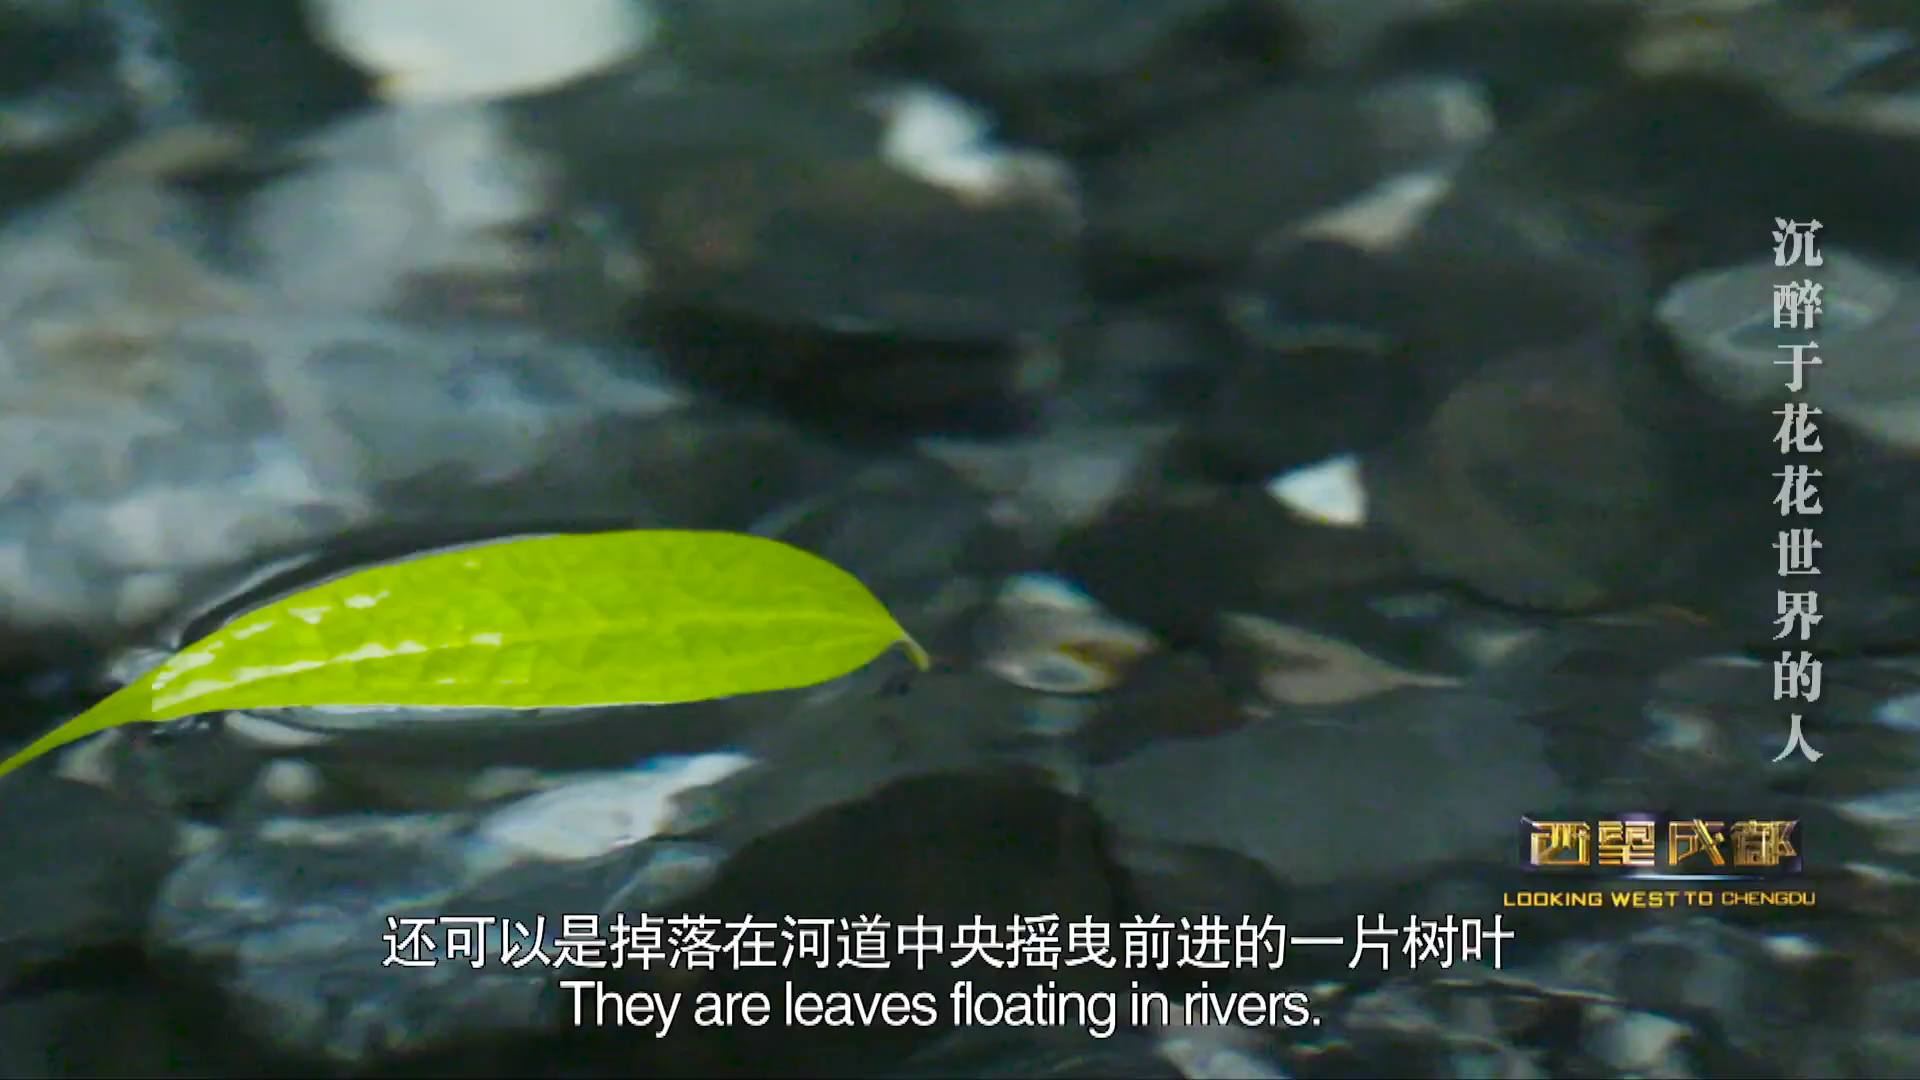 沉醉于花花世界的人
西望成都
LOOKING WEST TO CHENGDU
还可以是掉落在河道中央摇曳前进的一片树叶
They are leaves floating in rivers.